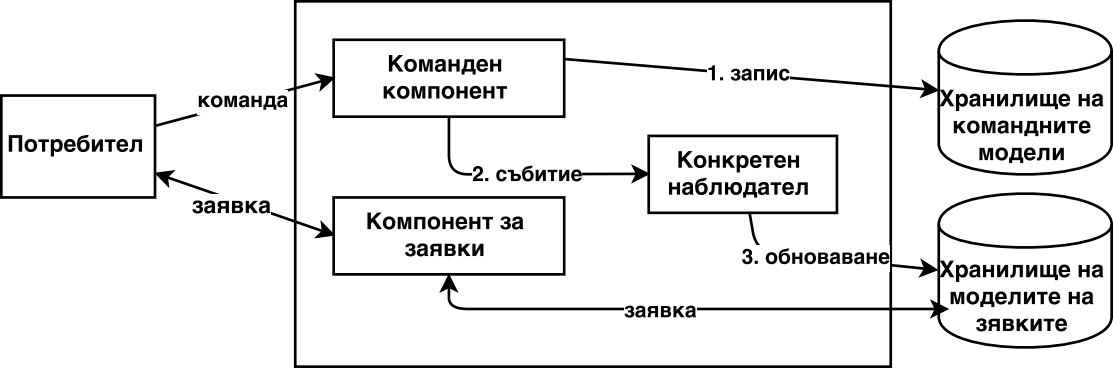 Потребител
команда
заявка
Команден
компонент
1. запис
2. събитие
Конкретен
наблюдател
Компонент за
заявки
3. обноваване
заявка
Хранилище на
командните
модели
Хранилище на
моделите на
зявките